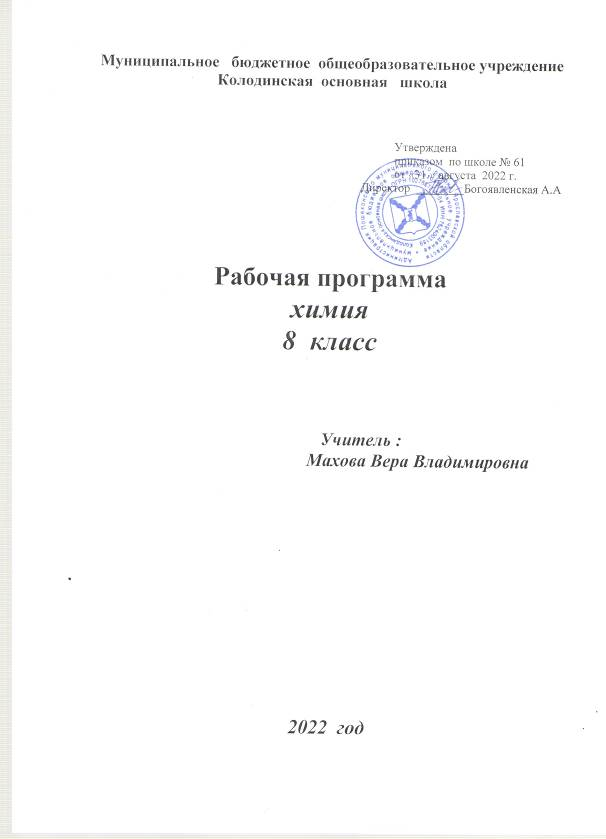 Муниципальное бюджетное общеобразовательное учреждение
Колодинская основная школа
Утверждена
приказом по школе № 61
от 31 августа 2022 г.
Директор Богоявленская А.А
Рабочая программа
химия
8 класс
Учитель :
Махова Вера Владимировна
2022 год